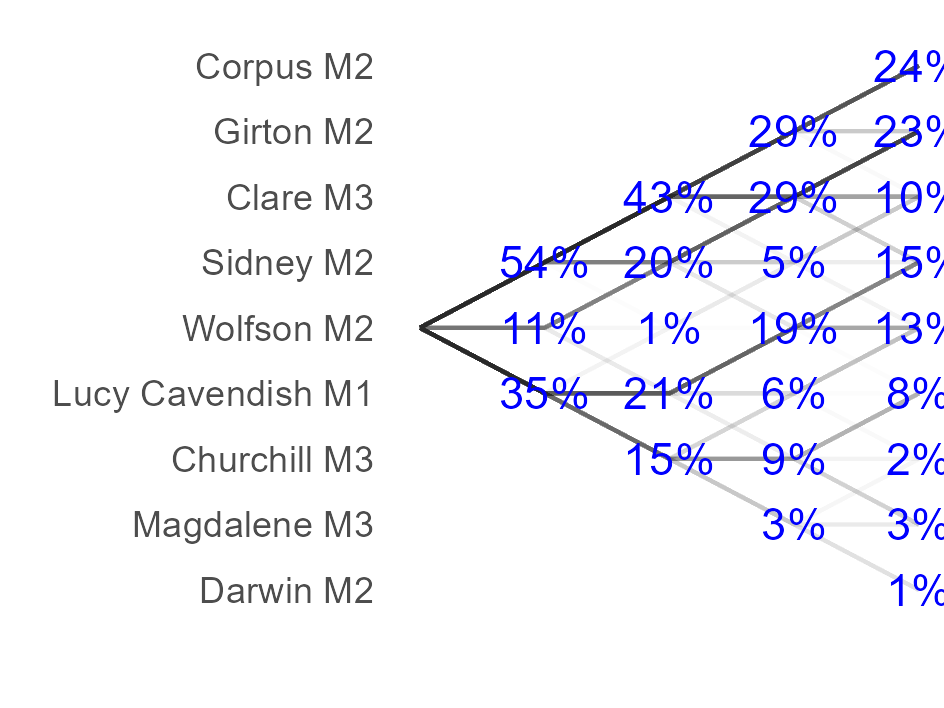 Corpus M2 24%
Girton M2 29% 23%
Clare M3 43% 29% 10%
Sidney M2 54% 20% 5% 15%
Wolfson M2 11% 1% 19% 13%
Lucy Cavendish M1 35% 21% 6% 8%
Churchill M3 15% 9% 2%
Magdalene M3 3% 3%
Darwin M2 1%